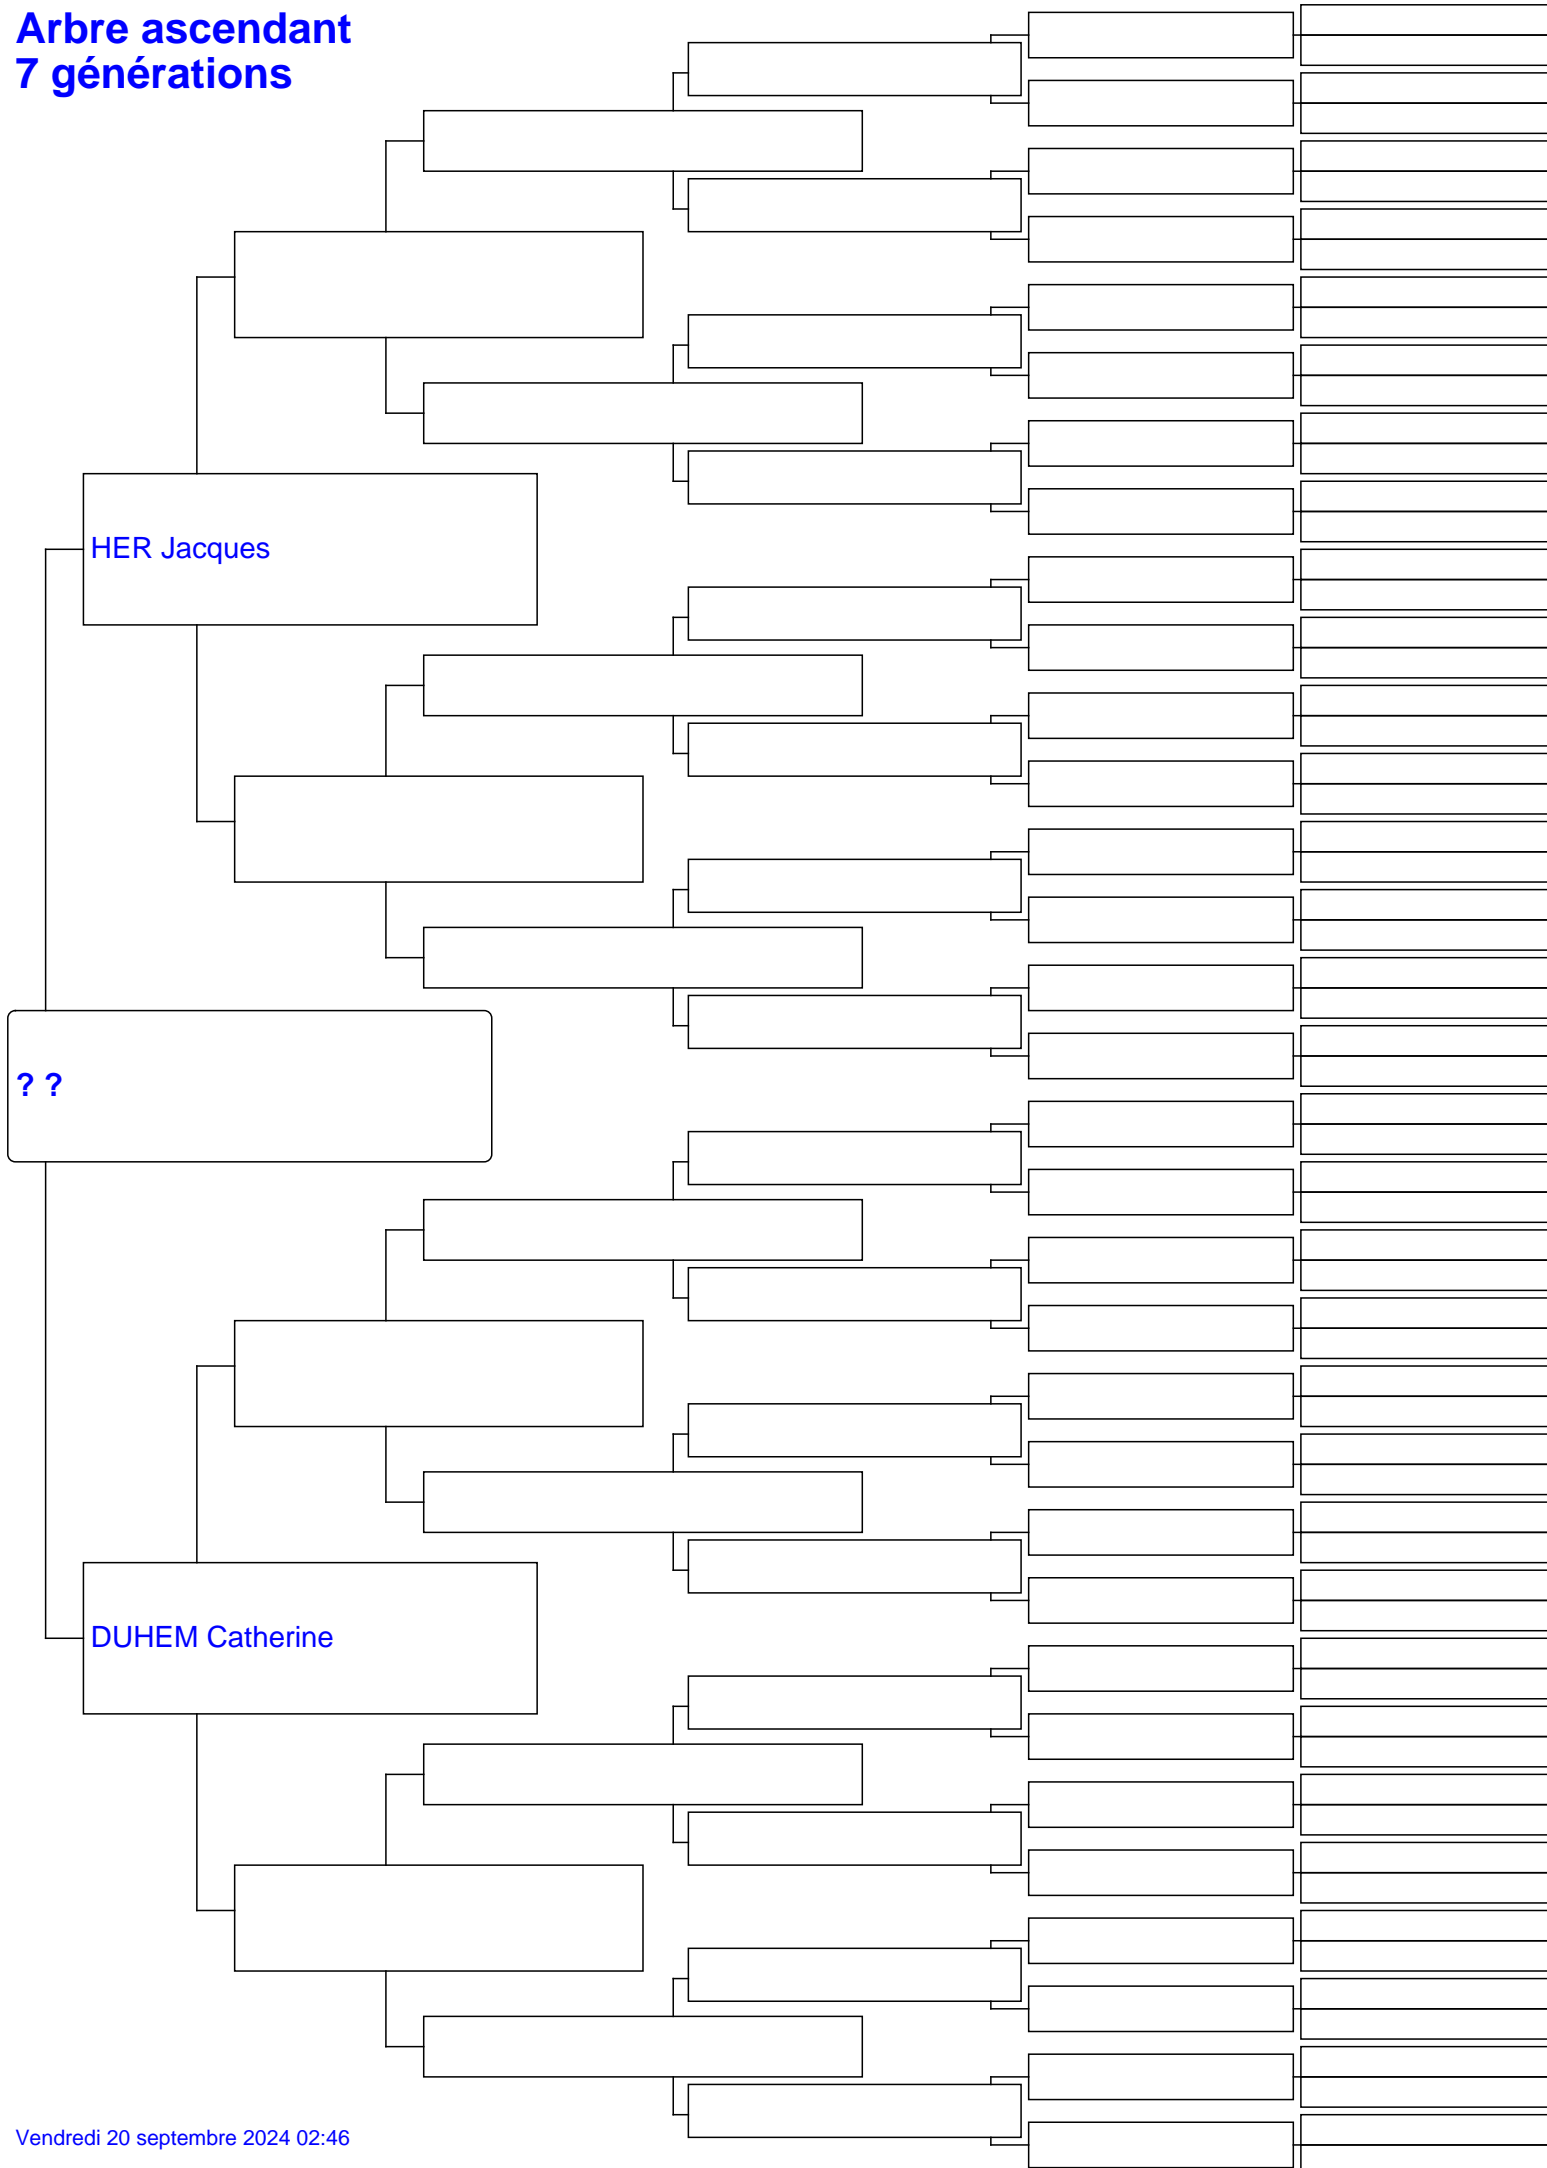 Arbre ascendant
7 générations
HER Jacques
? ?
DUHEM Catherine
Vendredi 20 septembre 2024 02:46